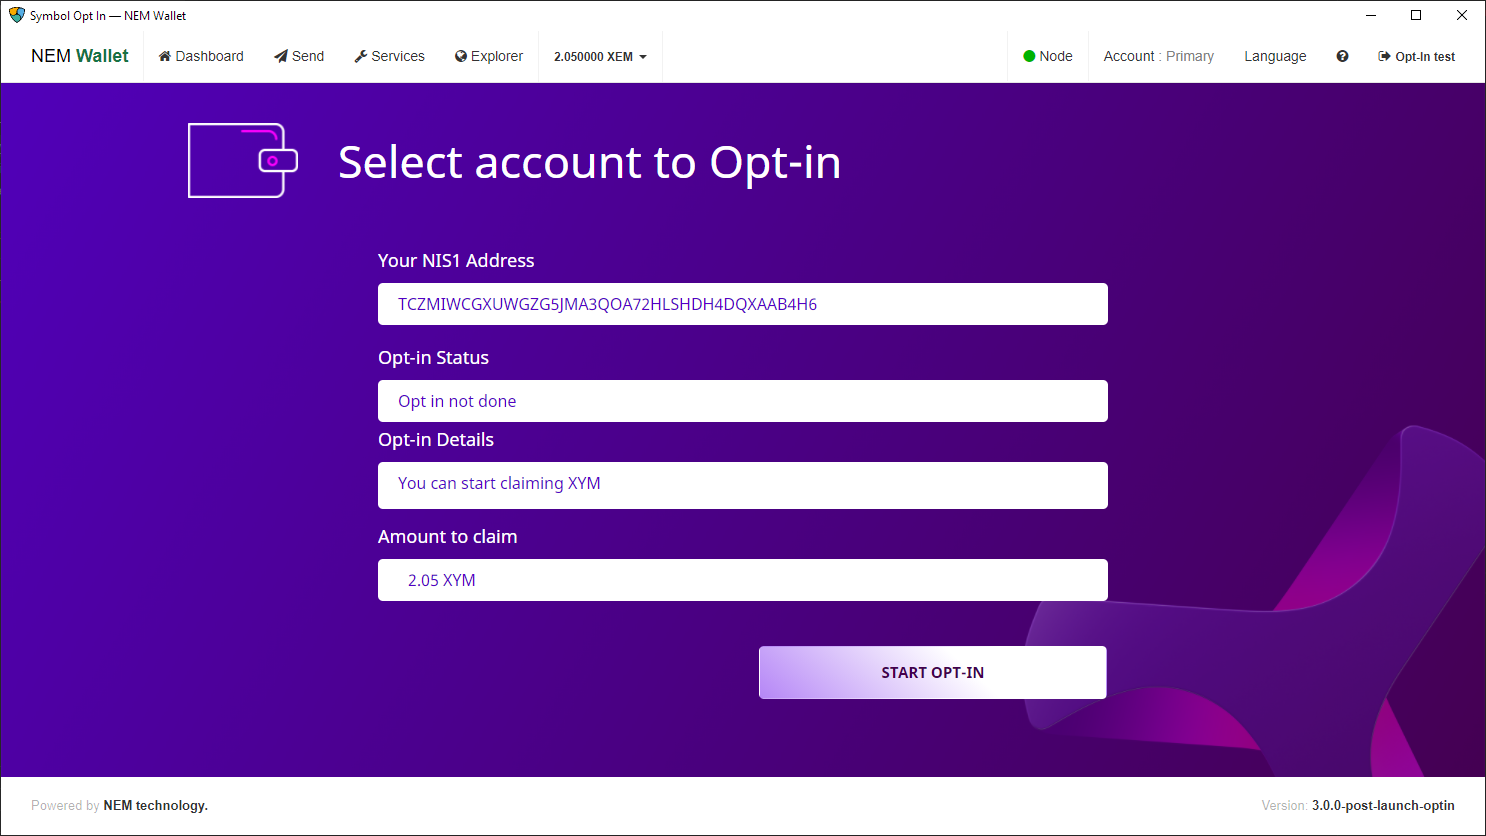 Symbol Opt In — NEM Wallet
NEM Wallet Dashboard Send Services Explorer 2.050000 XEM Node Account : Primary Language Opt-In test
Select account to Opt-in
Your NIS1 Address
TCZMIWCGXUWGZG5JMA3QOA72HLSHDH4DQXAAB4H6
Opt-in Status
Opt in not done
Opt-in Details
You can start claiming XYM
Amount to claim
2.05 XYM
START OPT-IN
Powered by NEM technology. Version: 3.0.0-post-launch-optin